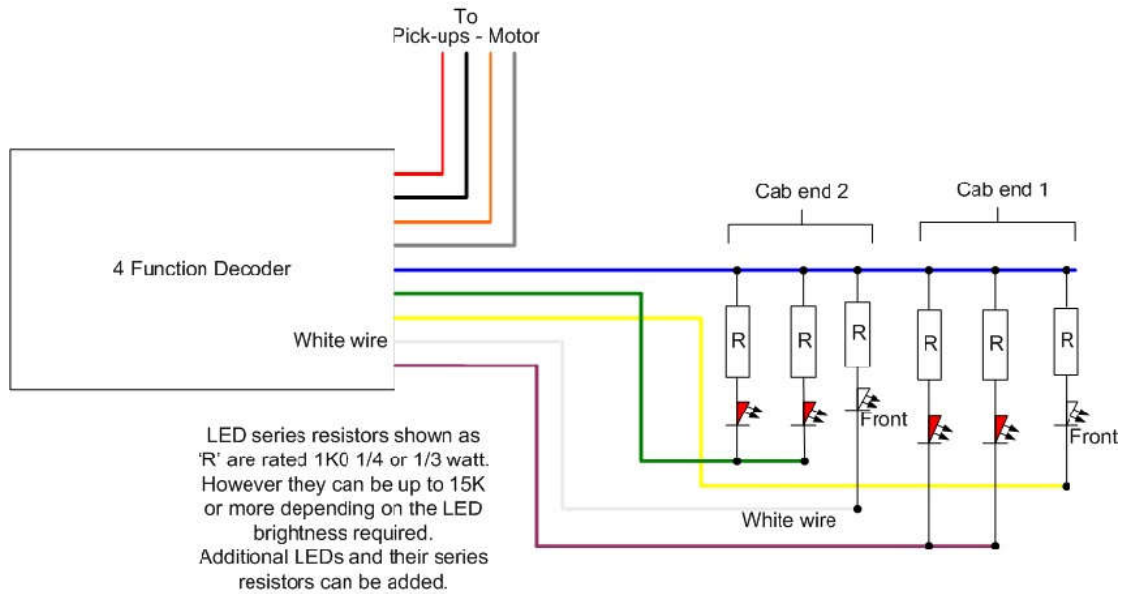 To
Pick-ups - Motor
Cab end 2
Cab end 1
4 Function Decoder
White wire
R
R
R
R
R
R
Front
Front
White wire
LED series resistors shown as
‘R’ are rated 1K0 1/4 or 1/3 watt.
However they can be up to 15K
or more depending on the LED
brightness required.
Additional LEDs and their series
resistors can be added.